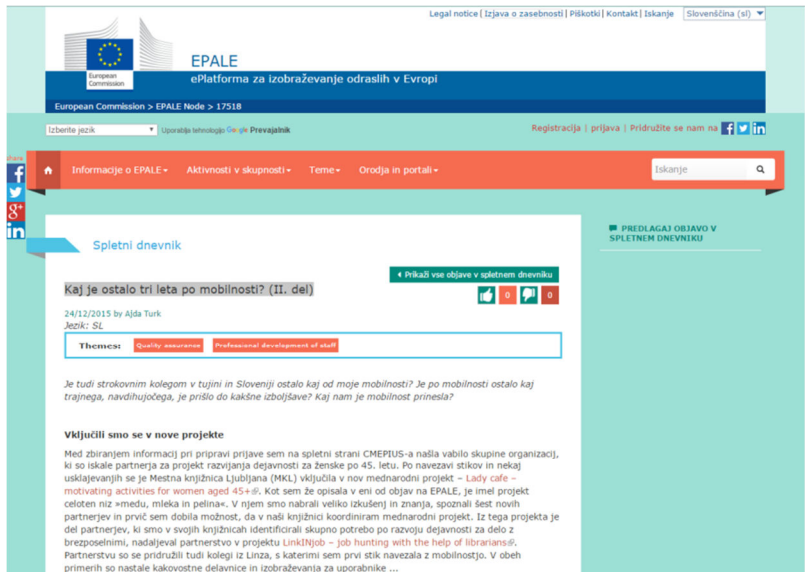 Legal notice | Izjava o zasebnosti | Piškotki | Kontakt | Iskanje Slovenščina (sl)
European
Commission
EPALE
ePlatforma za izobraževanje odraslih v Evropi
European Commission > EPALE Node > 17518
Izberite jezik Uporablja tehnologijo Google Prevajalnik
Registracija | prijava | Pridružite se nam na
share
Informacije o EPALE Aktivnosti v skupnosti Teme Orodja in portali Iskanje
PREDLAGAJ OBJAVO V
SPLETNEM DNEVNIKU
Spletni dnevnik
Prikaži vse objave v spletnem dnevniku
Kaj je ostalo tri leta po mobilnosti? (II. del)
0 0
24/12/2015 by Ajda Turk
Jezik: SL
Themes: Quality assurance Professional development of staff
Je tudi strokovnim kolegom v tujini in Sloveniji ostalo kaj od moje mobilnosti? Je po mobilnosti ostalo kaj
trajnega, navdihujočega, je prišlo do kakšne izboljšave? Kaj nam je mobilnost prinesla?
Vključili smo se v nove projekte
Med zbiranjem informacij pri pripravi prijave sem na spletni strani CMEPIUS-a našla vabilo skupine organizacij,
ki so iskale partnerja za projekt razvijanja dejavnosti za ženske po 45. letu. Po navezavi stikov in nekaj
usklajevanjih se je Mestna knjižnica Ljubljana (MKL) vključila v nov mednarodni projekt – Lady cafe –
motivating activities for women aged 45+. Kot sem že opisala v eni od objav na EPALE, je imel projekt
celoten niz »medu, mleka in pelina«. V njem smo nabrali veliko izkušenj in znanja, spoznali šest novih
partnerjev in prvič sem dobila možnost, da v naši knjižnici koordiniram mednarodni projekt. Iz tega projekta je
del partnerjev, ki smo v svojih knjižnicah identificirali skupno potrebo po razvoju dejavnosti za delo z
brezposelnimi, nadaljeval partnerstvo v projektu LinkINjob – job hunting with the help of librarians.
Partnerstvu so se pridružili tudi kolegi iz Linza, s katerimi sem prvi stik navezala z mobilnostjo. V obeh
primerih so nastale kakovostne delavnice in izobraževanja za uporabnike ...